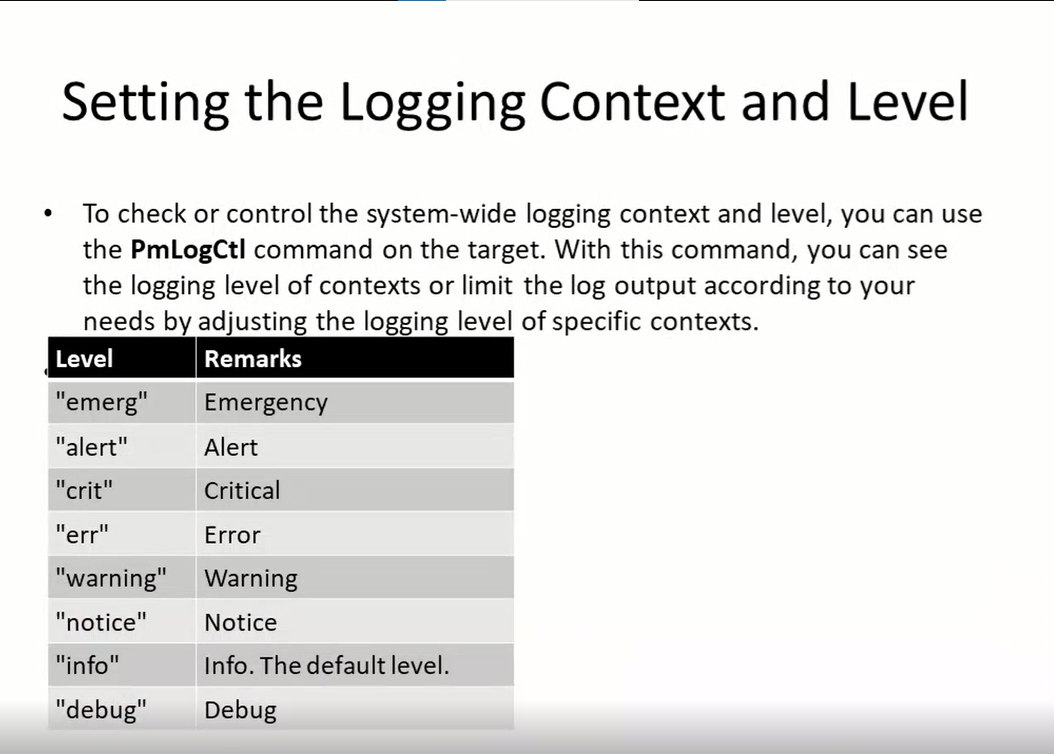 Setting the Logging Context and Level
• To check or control the system-wide logging context and level, you can use
the PmLogCtl command on the target. With this command, you can see
the logging level of contexts or limit the log output according to your
needs by adjusting the logging level of specific contexts.
Level Remarks
"emerg" Emergency
"alert" Alert
"crit" Critical
"err" Error
"warning" Warning
"notice" Notice
"info" Info. The default level.
"debug" Debug